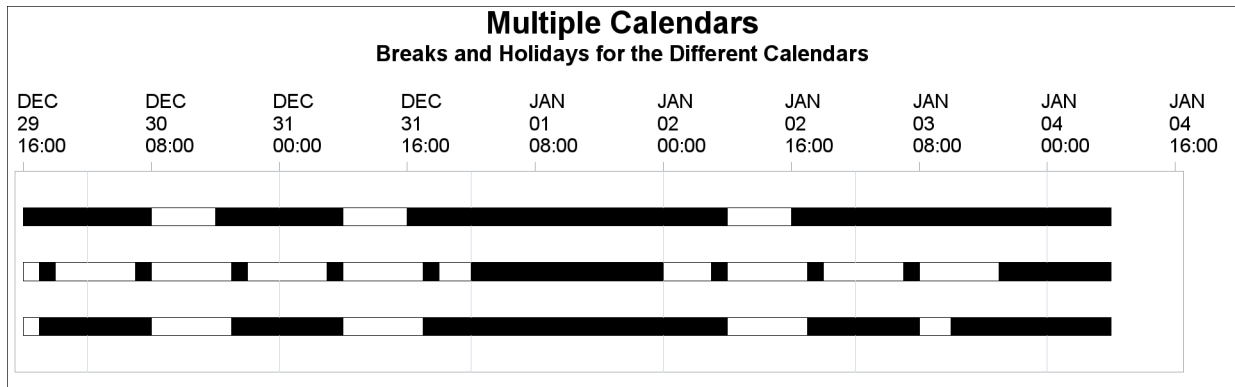 Multiple Calendars
Breaks and Holidays for the Different Calendars
DEC DEC DEC DEC JAN JAN JAN JAN JAN JAN
29 30 31 31 01 02 02 03 04 04
16:00 08:00 00:00 16:00 08:00 00:00 16:00 08:00 00:00 16:00